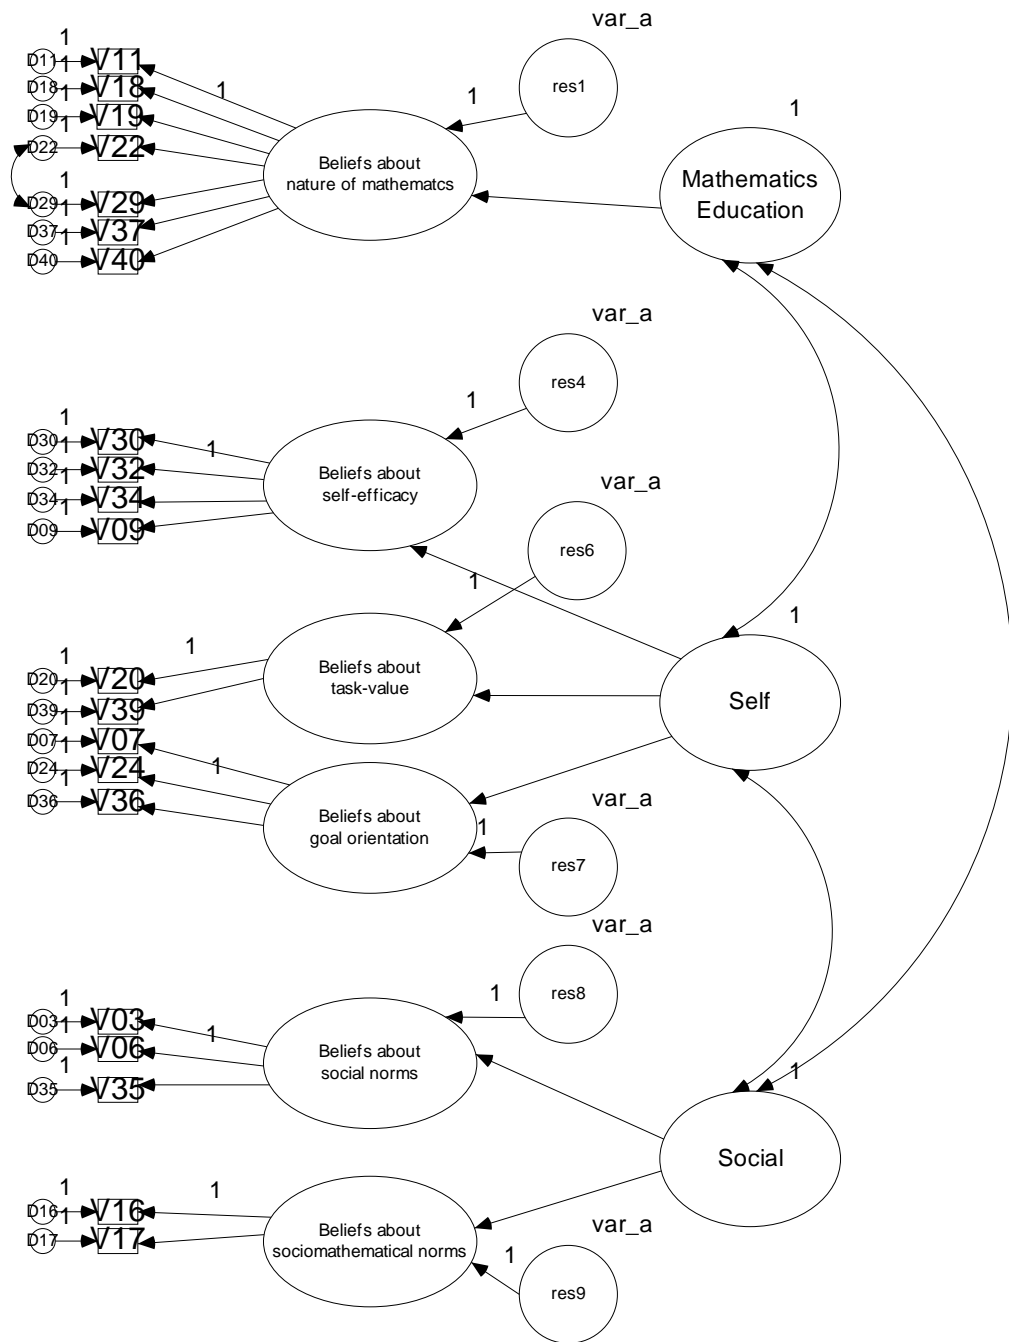 var_a
1
D11 V11
1
D18 V18
1
res1
1
1
D19 V19
1
1
D22 V22
Beliefs about
nature of mathematcs
Mathematics
Education
1
D29 V29
1
D37 V37
1
D40 V40
var_a
res4
1
1
D30 V30
1
1
D32 V32
Beliefs about
self-efficacy
1
D34 V34
var_a
1
D09 V09
res6
1
1
1
1
D20 V20
Beliefs about
task-value
Self
1
D39 V39
D07 V07
1
D24 V24
1
1
D36 V36
var_a
Beliefs about
goal orientation
1
res7
var_a
1
res8
1
D03 V03
1
1
D06 V06
Beliefs about
social norms
1
1
D35 V35
Social
1
1
D16 V16
1
D17 V17
Beliefs about
sociomathematical norms
var_a
1
res9